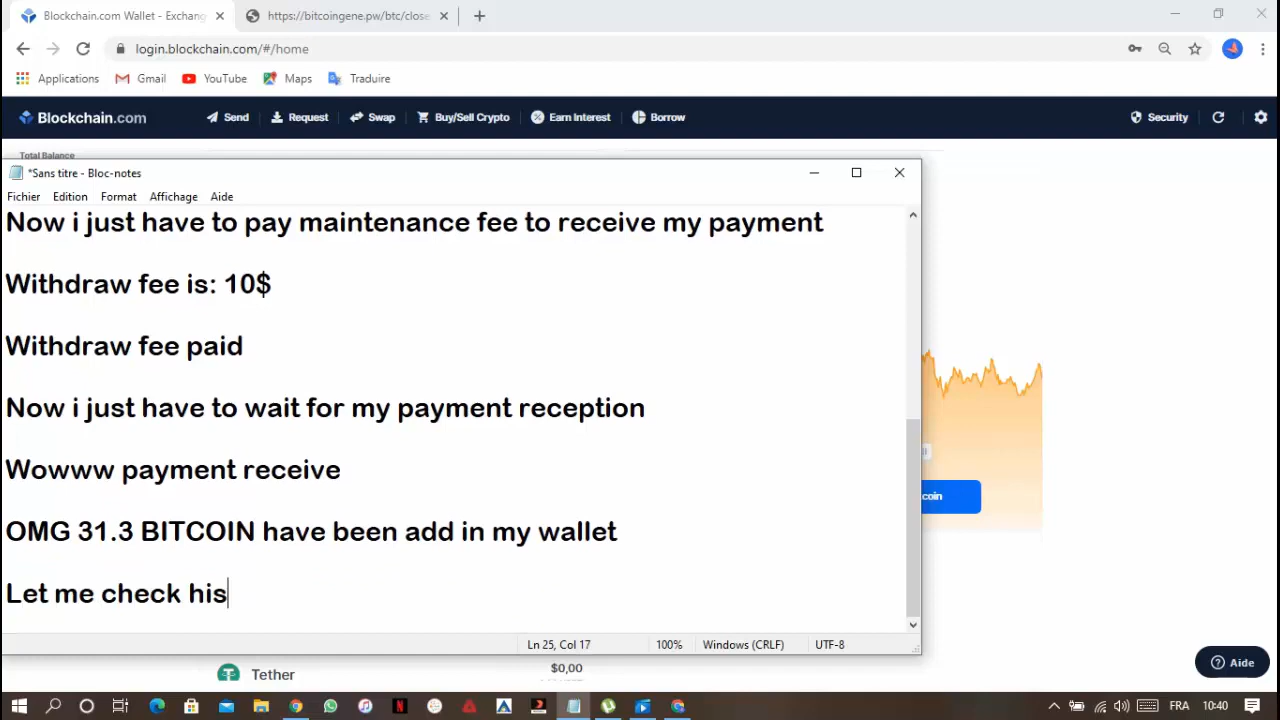 Blockchain.com Wallet - Exchang
https://bitcoingene.pw/btc/close
login.blockchain.com/#/home
Applications Gmail YouTube Maps Traduire
Blockchain.com Send Request Swap Buy/Sell Crypto Earn Interest Borrow Security
Total Balance
*Sans titre - Bloc-notes
Fichier Edition Format Affichage Aide
Now i just have to pay maintenance fee to receive my payment
Withdraw fee is: 10$
Withdraw fee paid
Now i just have to wait for my payment reception
Wowww payment receive
coin
OMG 31.3 BITCOIN have been add in my wallet
Let me check his
Ln 25, Col 17 100% Windows (CRLF) UTF-8
Tether $0,00
Aide
FRA 10:40